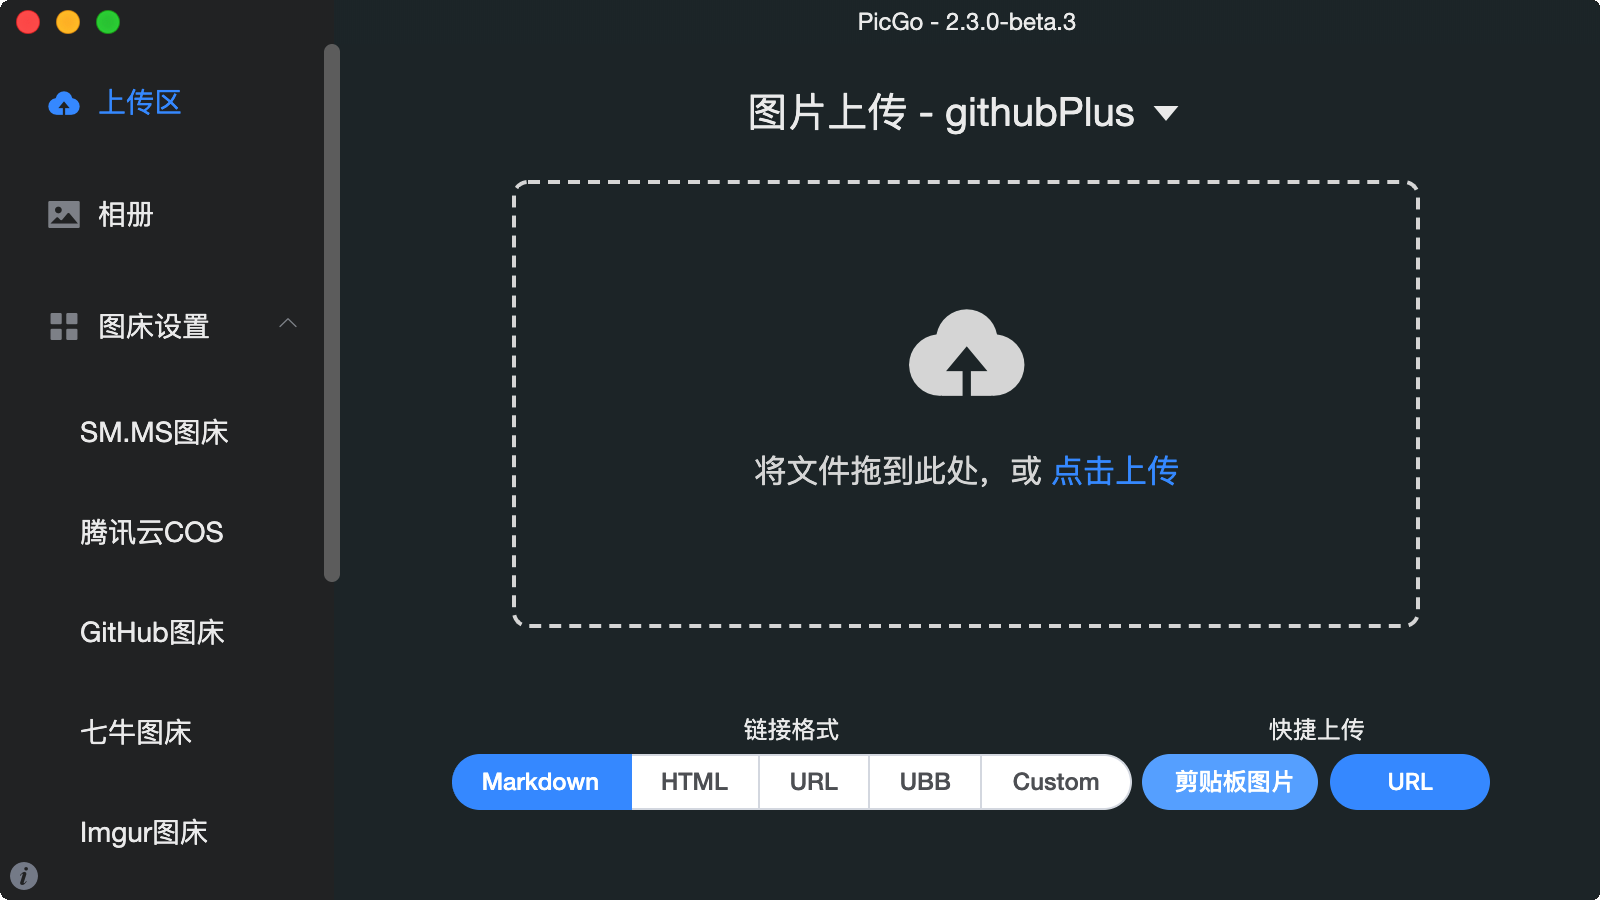 PicGo - 2.3.0-beta.3
上传区
相册
图床设置
SM.MS图床
腾讯云COS
GitHub图床
七牛图床
Imgur图床
图片上传 - githubPlus
将文件拖到此处，或 点击上传
链接格式
Markdown HTML URL UBB Custom
快捷上传
剪贴板图片 URL